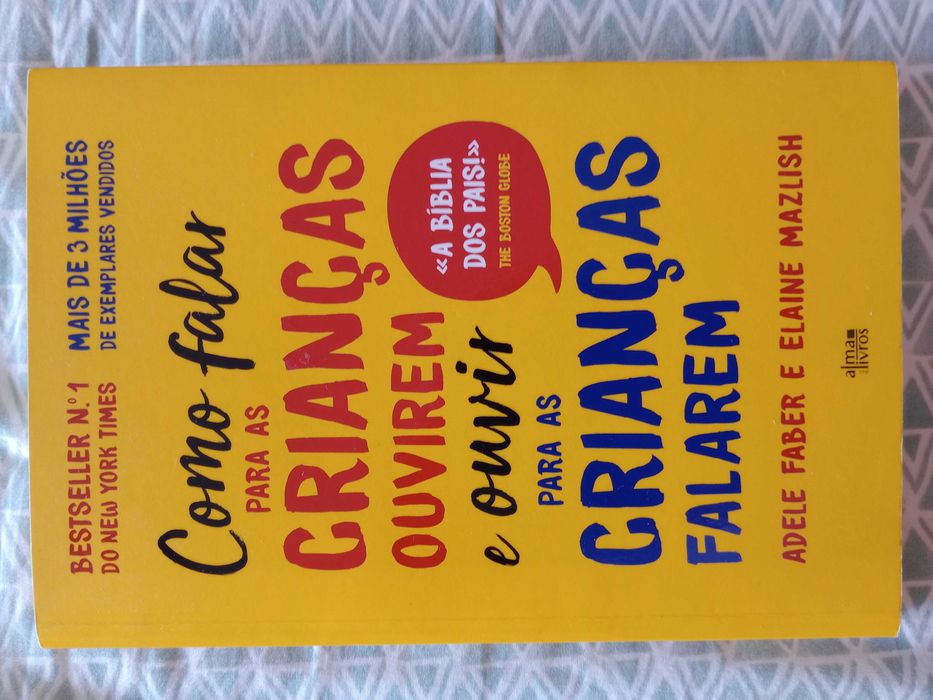 BESTSELLER N.º 1
DO NEW YORK TIMES
MAIS DE 3 MILHÕES
DE EXEMPLARES VENDIDOS
Como falar
PARA AS
CRIANÇAS
OUVIREM
«A BÍBLIA
DOS PAIS!»
THE BOSTON GLOBE
e ouvir
PARA AS
CRIANÇAS
FALAREM
ADELE FABER E ELAINE MAZLISH
alma
livros